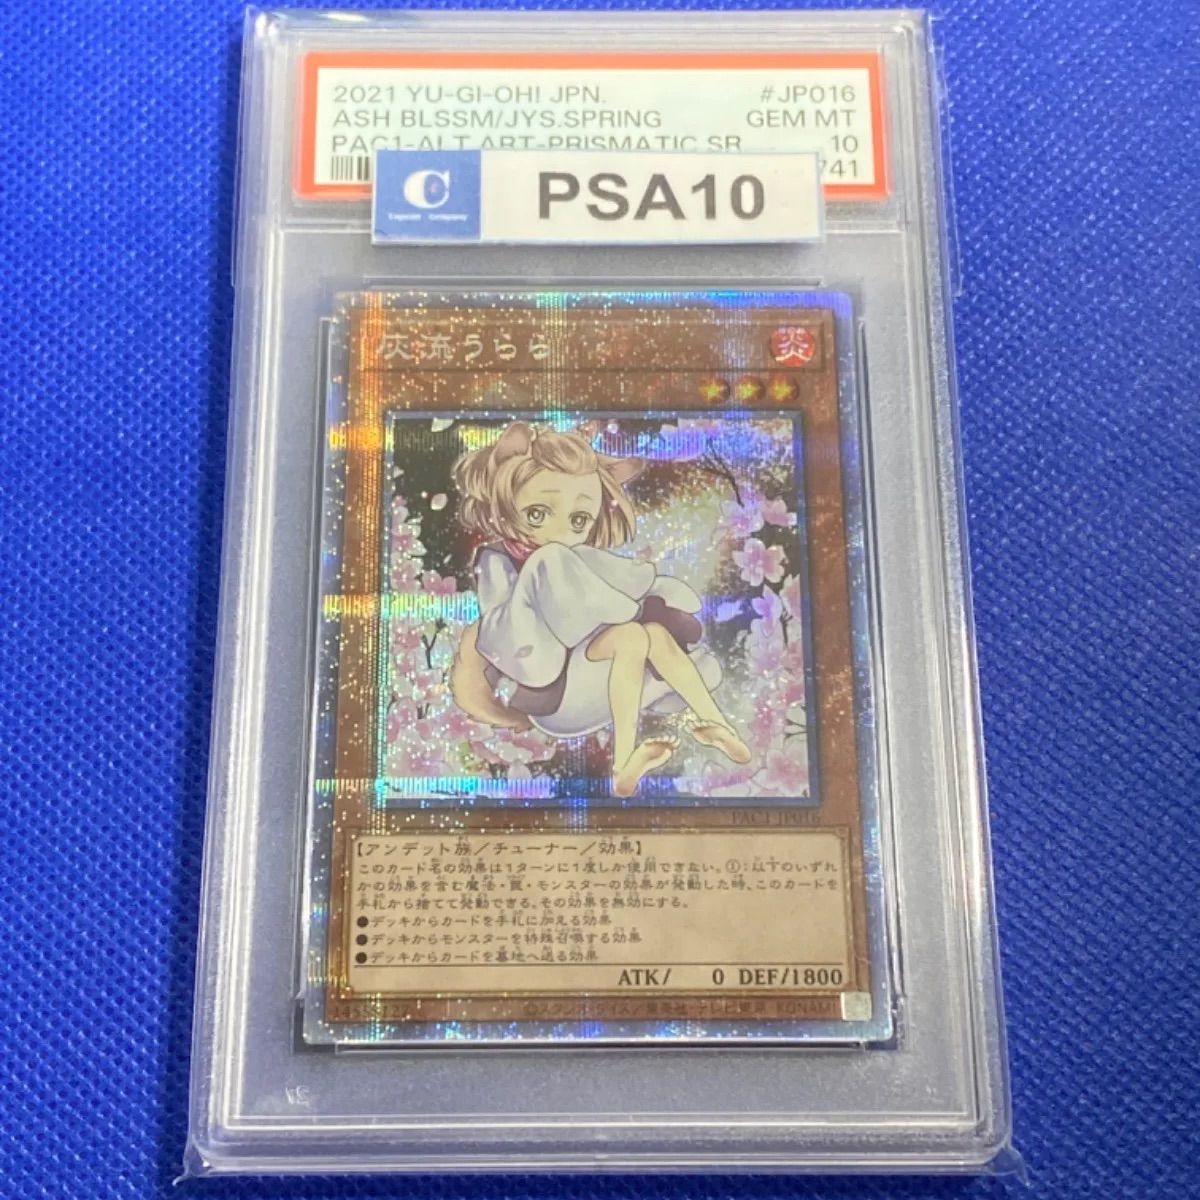 2021 YU-GI-OH! JPN. #JP016
ASH BLSSM/JYS.SPRING GEM MT
PAC1-ALT ART-PRISMATIC SR 10
741
PSA10
Company
灰流うらら
炎
PAC1-JP016
【アンデット族／チューナー／効果】
このカード名の効果は１ターンに１度しか使用できない。①：以下のいずれ
かの効果を含む魔法・罠・モンスターの効果が発動した時、このカードを
手札から捨てて発動できる。その効果を無効にする。
●デッキからカードを手札に加える効果
●デッキからモンスターを特殊召喚する効果
●デッキからカードを墓地へ送る効果
ATK/ 0 DEF/1800